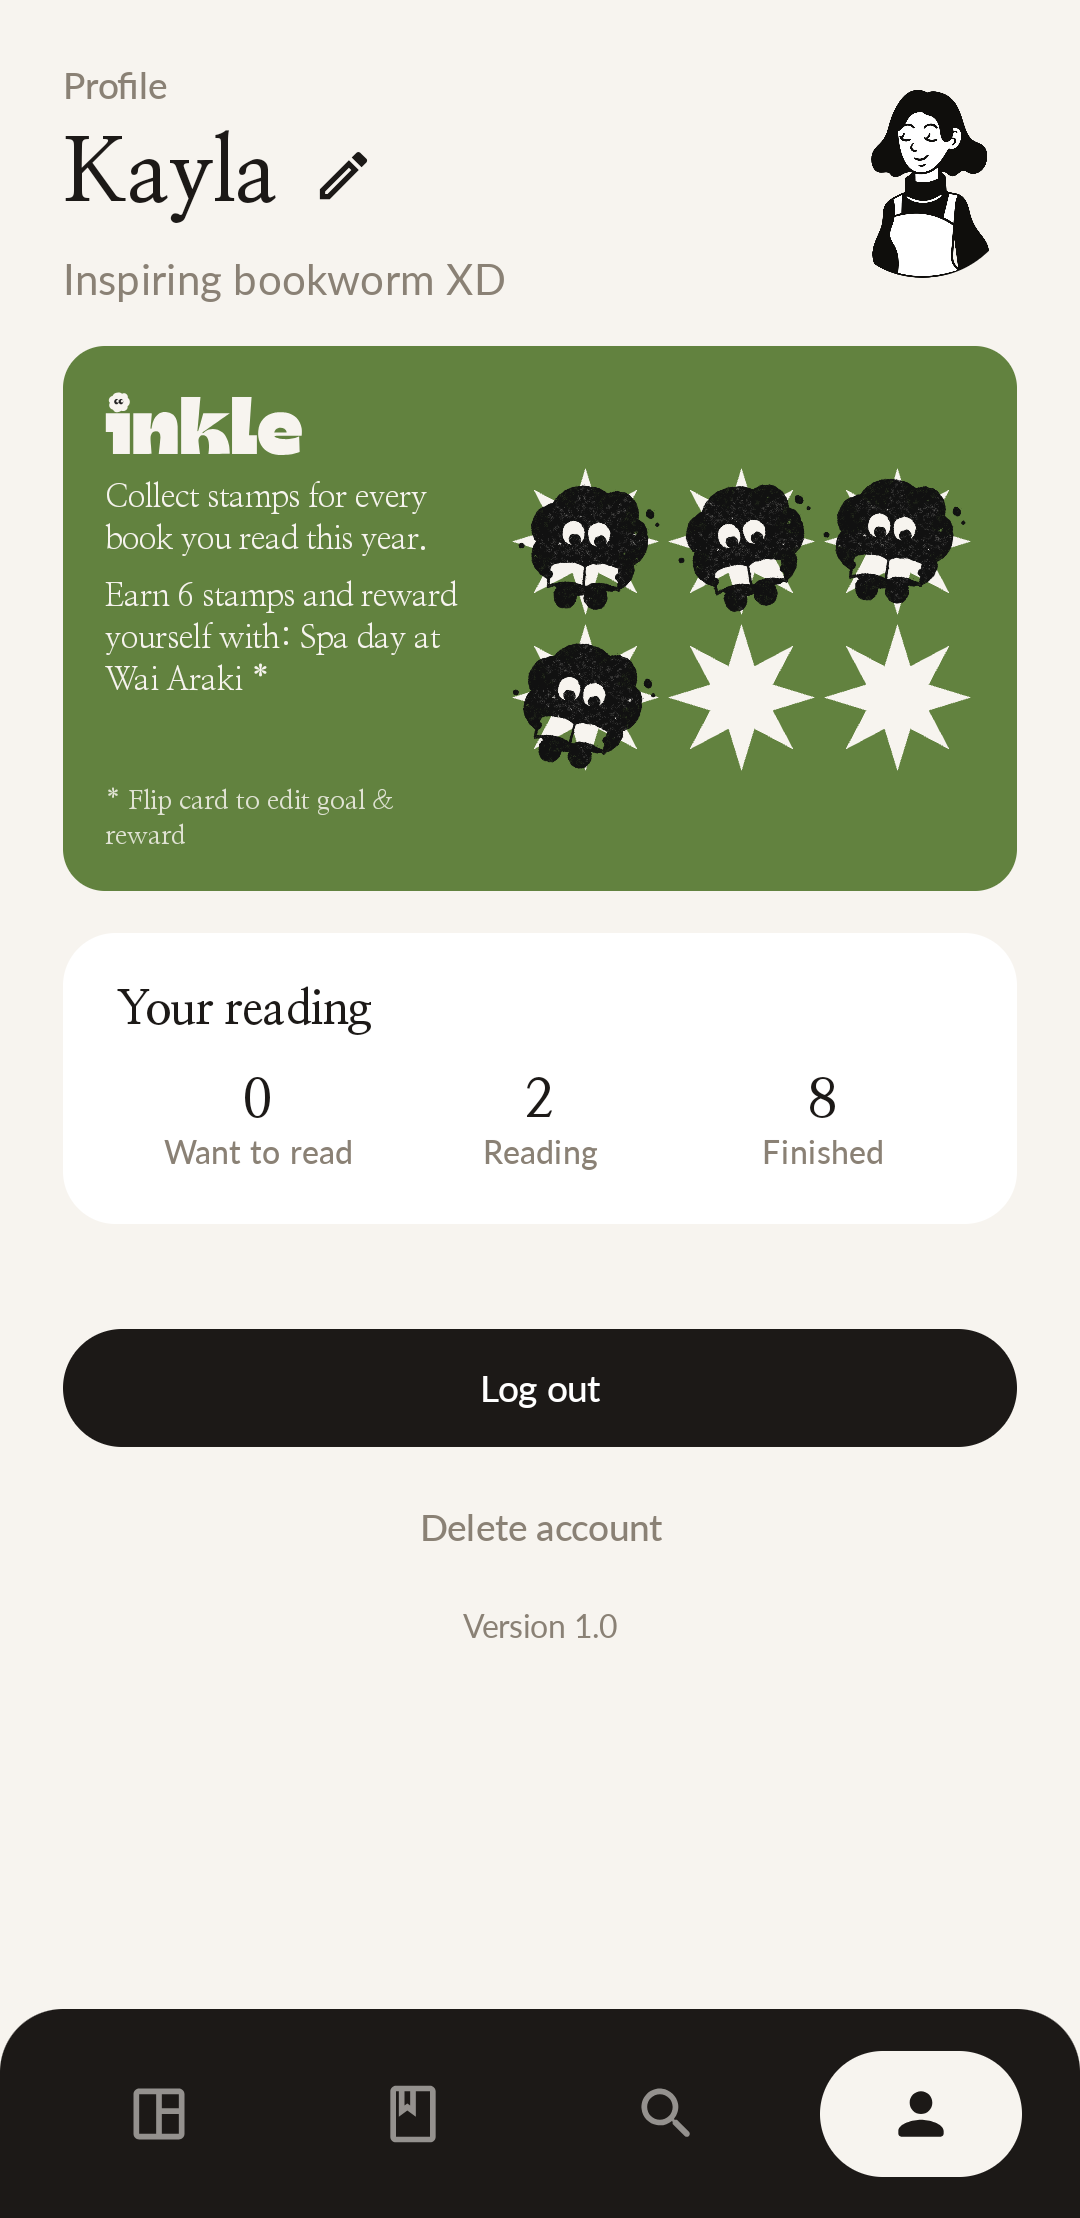 Profile
Kayla
Inspiring bookworm XD
inkle
Collect stamps for every
book you read this year.
Earn 6 stamps and reward
yourself with: Spa day at
Wai Araki *
* Flip card to edit goal &
reward
Your reading
0 2 8
Want to read Reading Finished
Log out
Delete account
Version 1.0